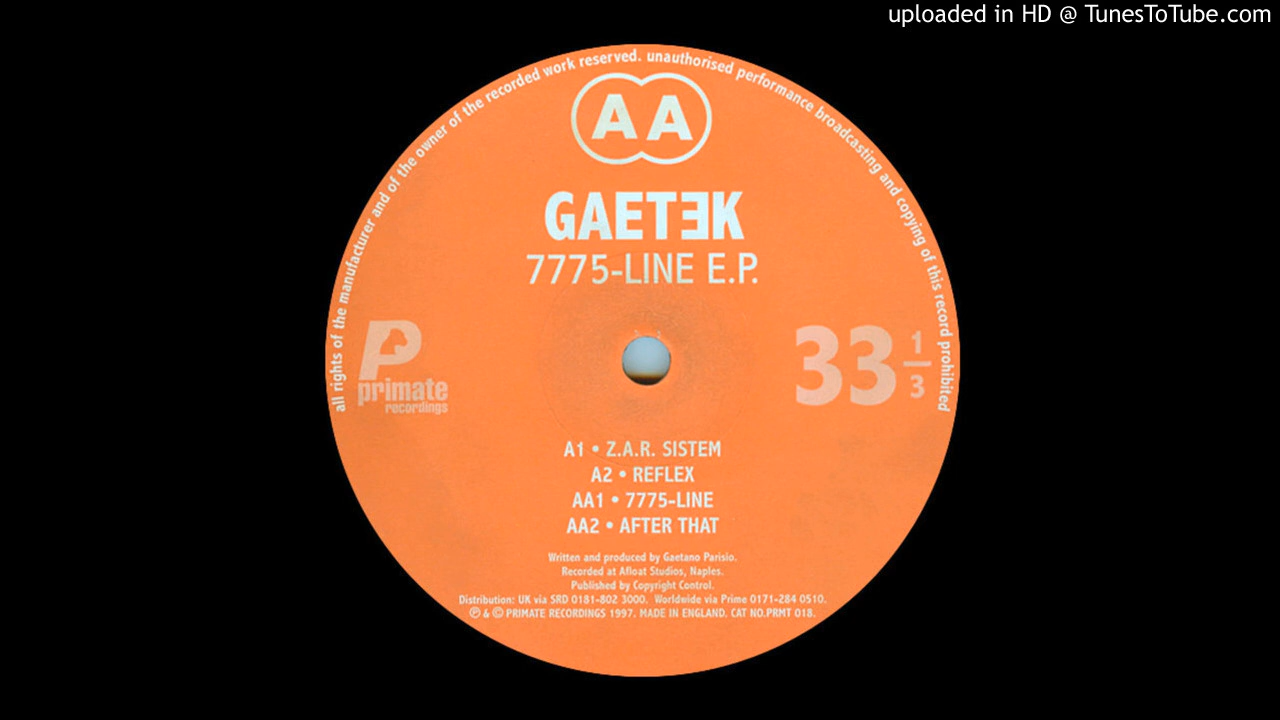 uploaded in HD @ TunesToTube.com
all rights of the manufacturer and of the owner of the recorded work reserved. unauthorised performance broadcasting and copying of this record prohibited
AA
GAETƎK
7775-LINE E.P.
P
primate
recordings
33 1/3
A1 • Z.A.R. SISTEM
A2 • REFLEX
AA1 • 7775-LINE
AA2 • AFTER THAT
Written and produced by Gaetano Parisio.
Recorded at Afloat Studios, Naples.
Published by Copyright Control.
Distribution: UK via SRD 0181-802 3000. Worldwide via Prime 0171-284 0510.
℗ & © PRIMATE RECORDINGS 1997. MADE IN ENGLAND. CAT NO.PRMT 018.